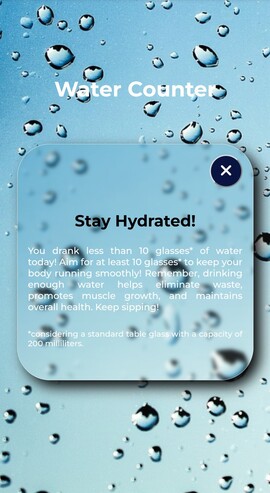 Water Counter
Stay Hydrated!
You drank less than 10 glasses* of water
today! Aim for at least 10 glasses* to keep your
body running smoothly! Remember, drinking
enough water helps eliminate waste,
promotes muscle growth, and maintains
overall health. Keep sipping!
*considering a standard table glass with a capacity of
200 milliliters.